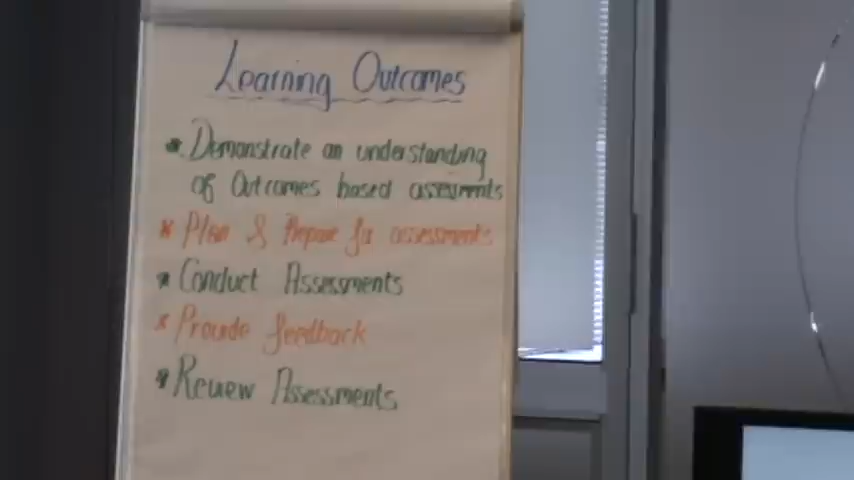 Learning Outcomes
* Demonstrate an understanding
of Outcomes based assessments
* Plan & Prepare for assessments
* Conduct Assessments
* Provide feedback
* Review Assessments